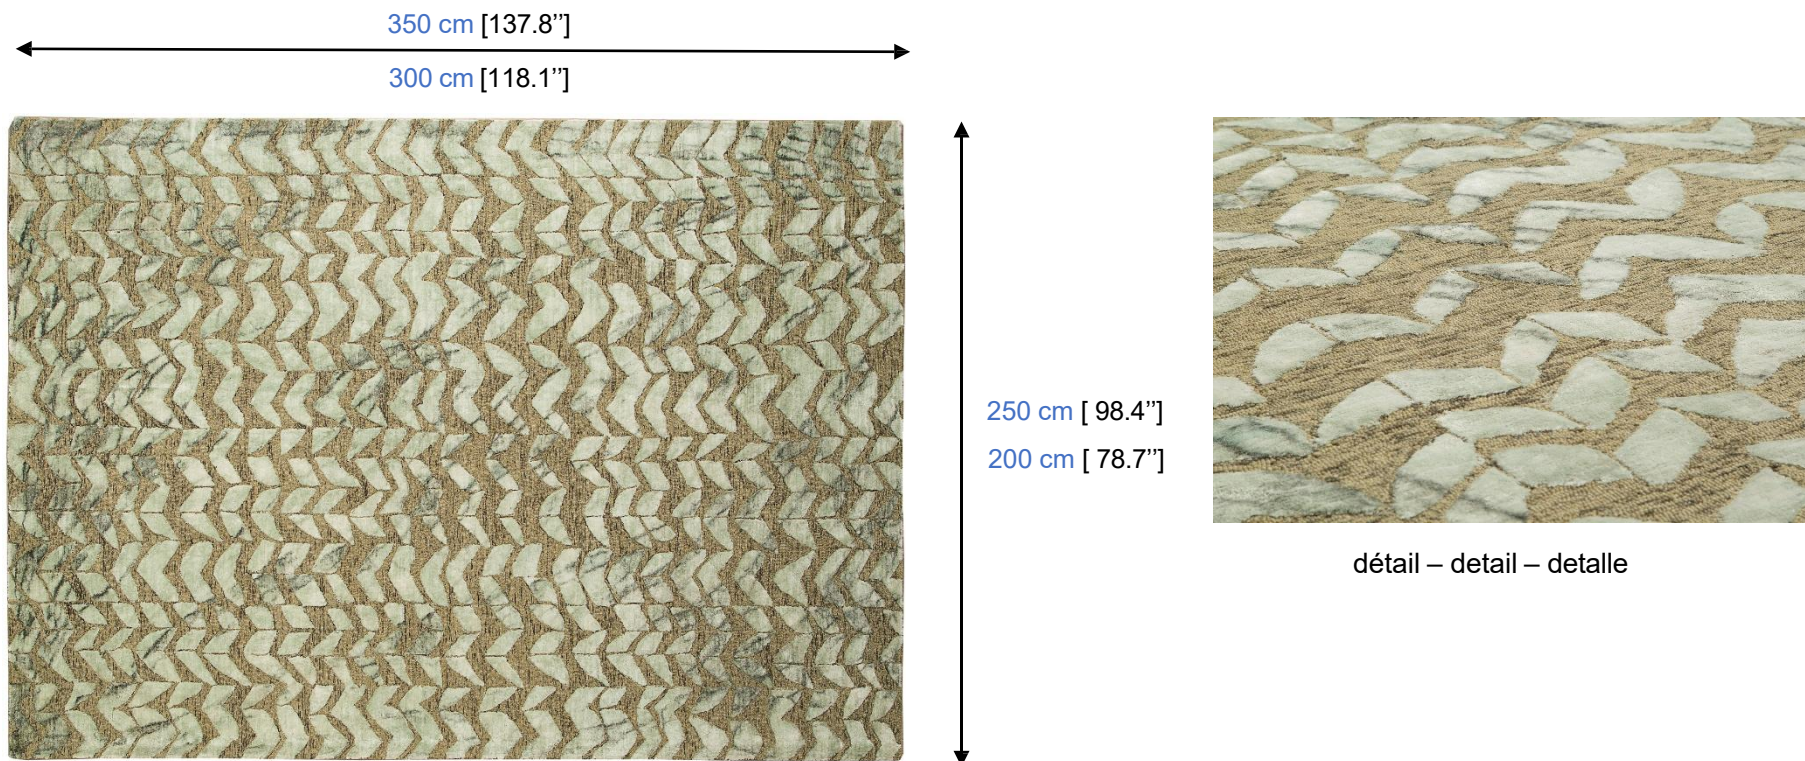 350 cm [137.8’’]
300 cm [118.1’’]
250 cm [ 98.4’’]
200 cm [ 78.7’’]
détail – detail – detalle